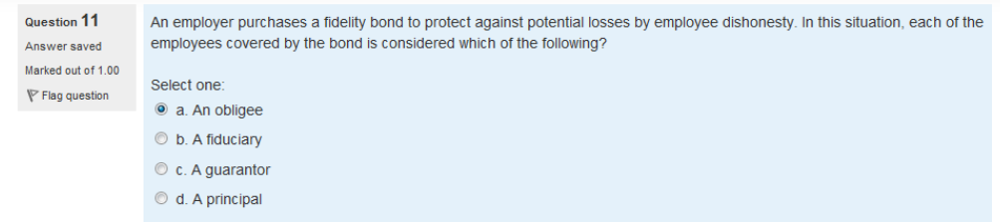 Question 11
Answer saved
Marked out of 1.00
Flag question
An employer purchases a fidelity bond to protect against potential losses by employee dishonesty. In this situation, each of the
employees covered by the bond is considered which of the following?
Select one:
a. An obligee
b. A fiduciary
c. A guarantor
d. A principal